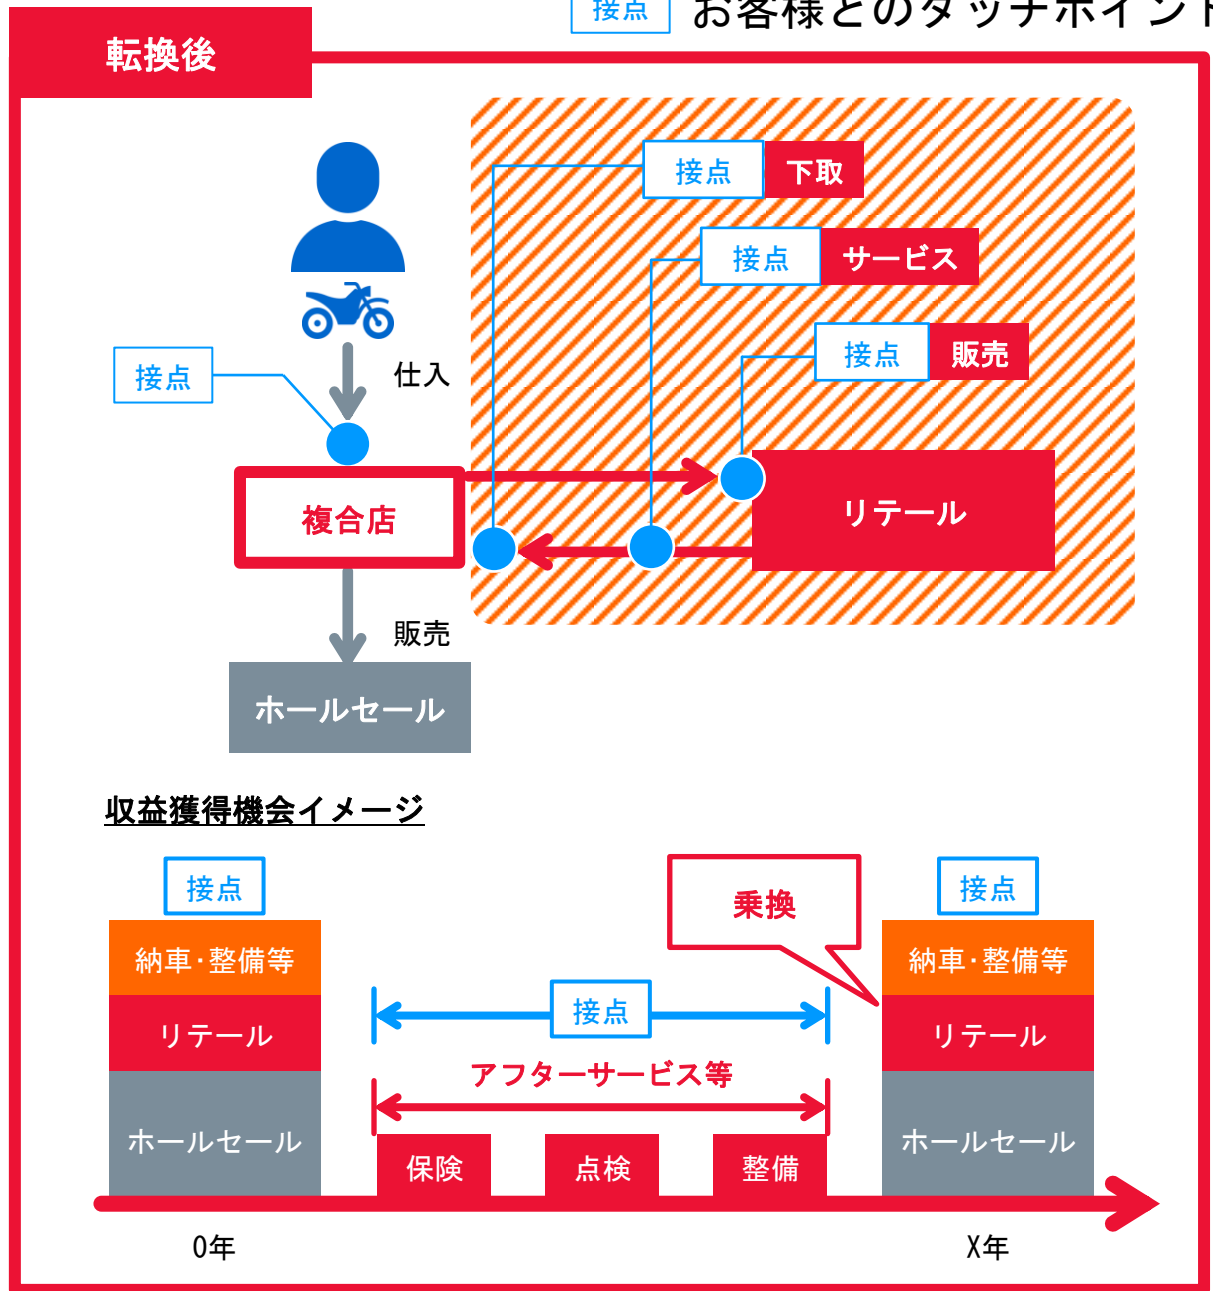 接点 お客様とのタッチポイント
転換後
接点 下取
接点 サービス
接点 販売
接点
仕入
複合店
リテール
販売
ホールセール
収益獲得機会イメージ
接点
乗換
接点
納車･整備等
納車･整備等
接点
リテール
リテール
アフターサービス等
ホールセール
ホールセール
保険
点検
整備
0年
X年